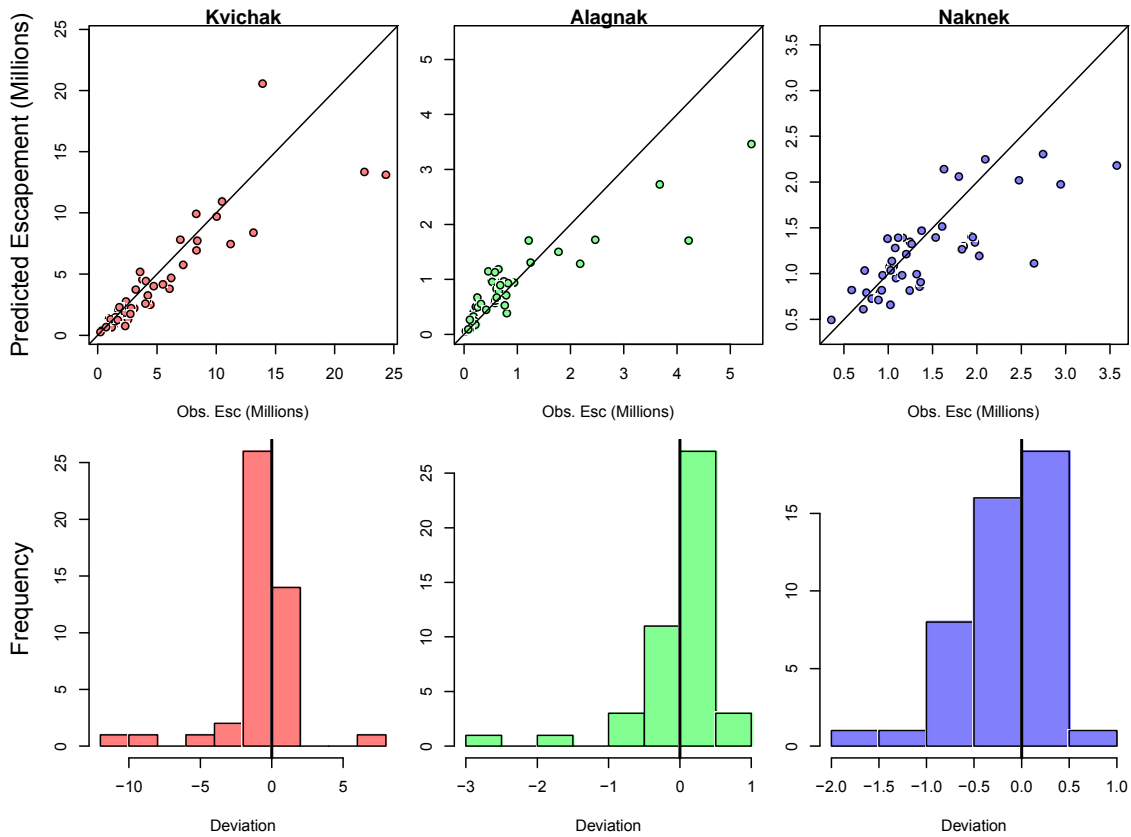 Kvichak Alagnak Naknek
Predicted Escapement (Millions)
25
20
15
10
5
0
0 5 10 15 20 25
Obs. Esc (Millions)
5
4
3
2
1
0
0 1 2 3 4 5
Obs. Esc (Millions)
3.5
3.0
2.5
2.0
1.5
1.0
0.5
0.5 1.0 1.5 2.0 2.5 3.0 3.5
Obs. Esc (Millions)
Frequency
25
20
15
10
5
0
−10 −5 0 5
Deviation
25
20
15
10
5
0
−3 −2 −1 0 1
Deviation
15
10
5
0
−2.0 −1.5 −1.0 −0.5 0.0 0.5 1.0
Deviation